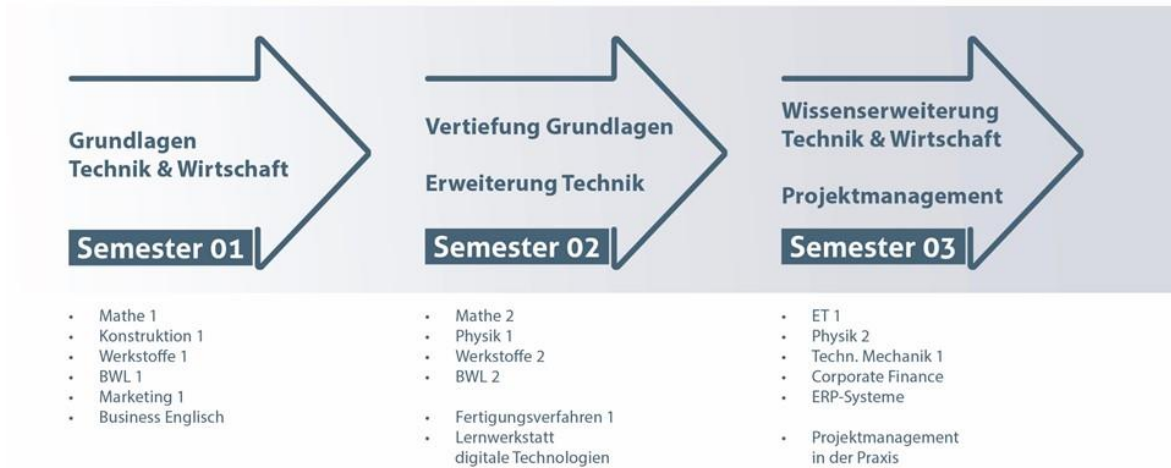 Grundlagen
Technik & Wirtschaft
Semester 01
• Mathe 1
• Konstruktion 1
• Werkstoffe 1
• BWL 1
• Marketing 1
• Business Englisch
Vertiefung Grundlagen
Erweiterung Technik
Semester 02
• Mathe 2
• Physik 1
• Werkstoffe 2
• BWL 2
• Fertigungsverfahren 1
• Lernwerkstatt
digitale Technologien
Wissenserweiterung
Technik & Wirtschaft
Projektmanagement
Semester 03
• ET 1
• Physik 2
• Techn. Mechanik 1
• Corporate Finance
• ERP-Systeme
• Projektmanagement
in der Praxis